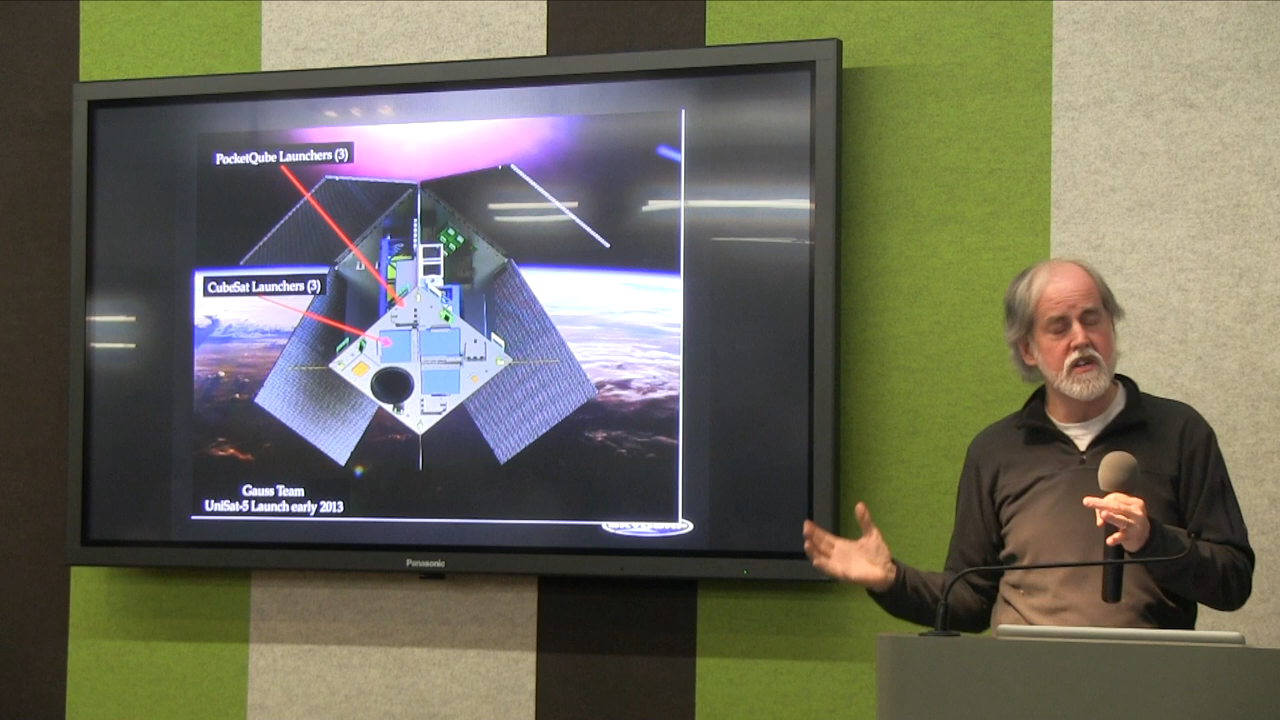 PocketQube Launchers (3)
CubeSat Launchers (3)
Gauss Team
UniSat-5 Launch early 2013
Panasonic